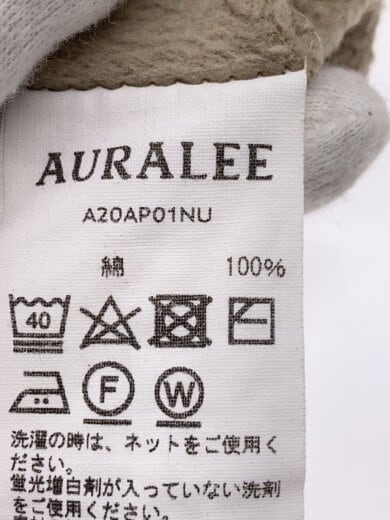 AURALEE
A20AP01NU
綿 100%
40
F W
洗濯の時は、ネットをご使用く
ださい。
蛍光増白剤が入っていない洗剤
をご使用ください。